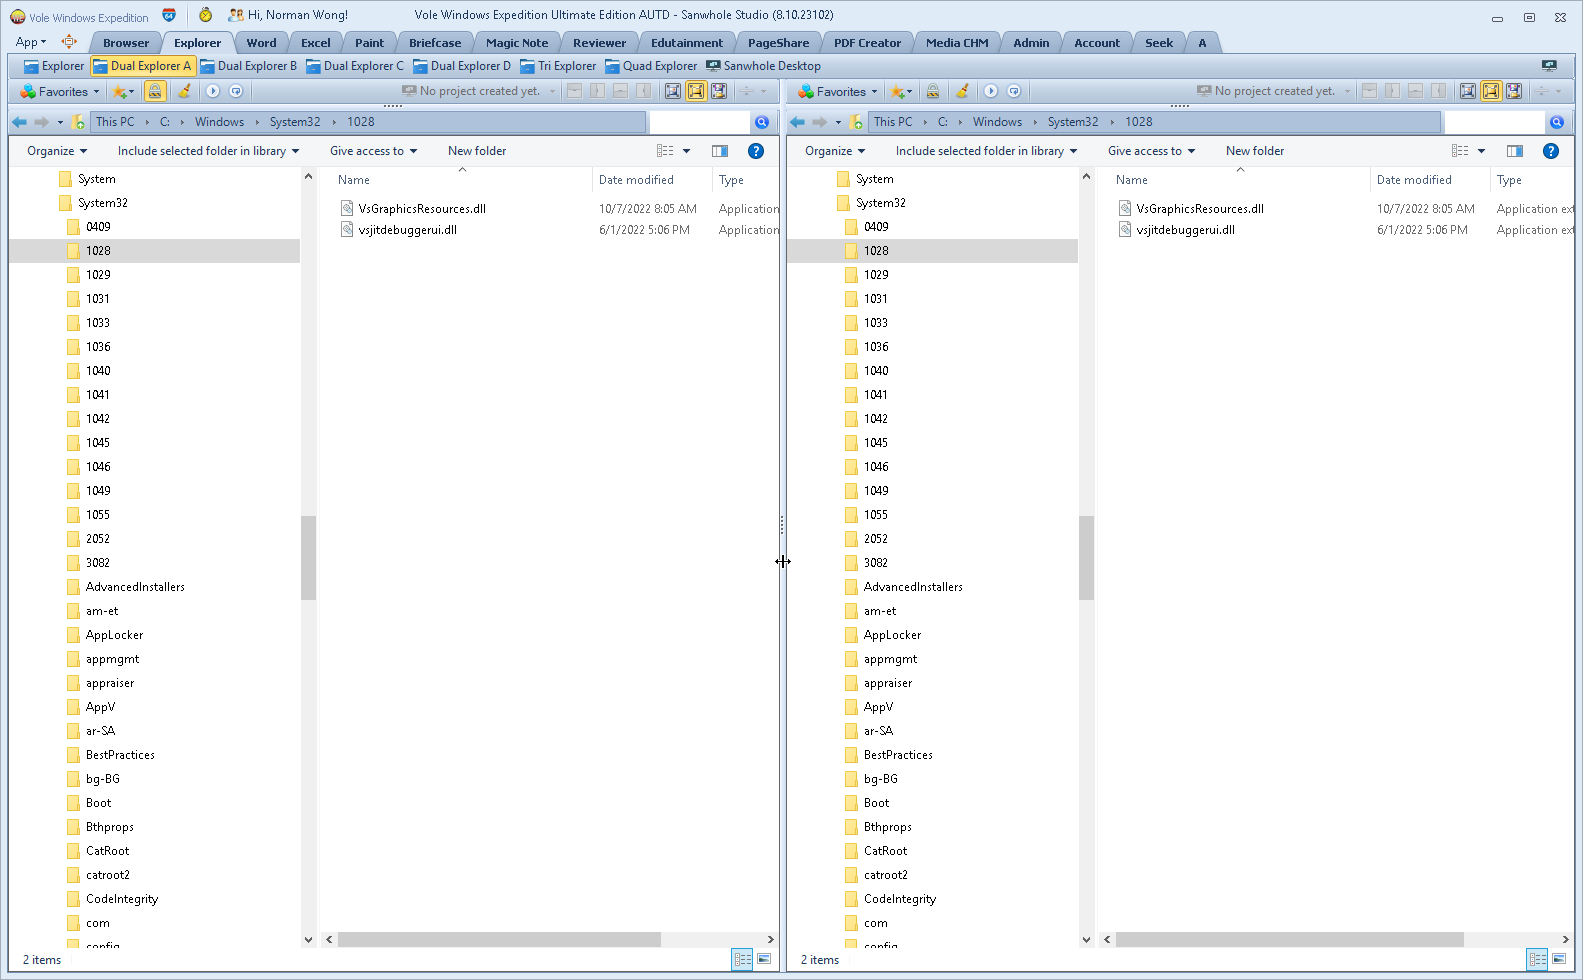 Vole Windows Expedition
Hi, Norman Wong!
Vole Windows Expedition Ultimate Edition AUTD - Sanwhole Studio (8.10.23102)
App
Browser Explorer Word Excel Paint Briefcase Magic Note Reviewer Edutainment PageShare PDF Creator Media CHM Admin Account Seek A
Explorer Dual Explorer A Dual Explorer B Dual Explorer C Dual Explorer D Tri Explorer Quad Explorer Sanwhole Desktop
Favorites No project created yet.
This PC C: Windows System32 1028
Organize Include selected folder in library Give access to New folder
System
System32
0409
1028
1029
1031
1033
1036
1040
1041
1042
1045
1046
1049
1055
2052
3082
AdvancedInstallers
am-et
AppLocker
appmgmt
appraiser
AppV
ar-SA
BestPractices
bg-BG
Boot
Bthprops
CatRoot
catroot2
CodeIntegrity
com
config
Name Date modified Type
VsGraphicsResources.dll 10/7/2022 8:05 AM Application
vsjitdebuggerui.dll 6/1/2022 5:06 PM Application
2 items
Favorites No project created yet.
This PC C: Windows System32 1028
Organize Include selected folder in library Give access to New folder
System
System32
0409
1028
1029
1031
1033
1036
1040
1041
1042
1045
1046
1049
1055
2052
3082
AdvancedInstallers
am-et
AppLocker
appmgmt
appraiser
AppV
ar-SA
BestPractices
bg-BG
Boot
Bthprops
CatRoot
catroot2
CodeIntegrity
com
config
Name Date modified Type
VsGraphicsResources.dll 10/7/2022 8:05 AM Application ext
vsjitdebuggerui.dll 6/1/2022 5:06 PM Application ext
2 items